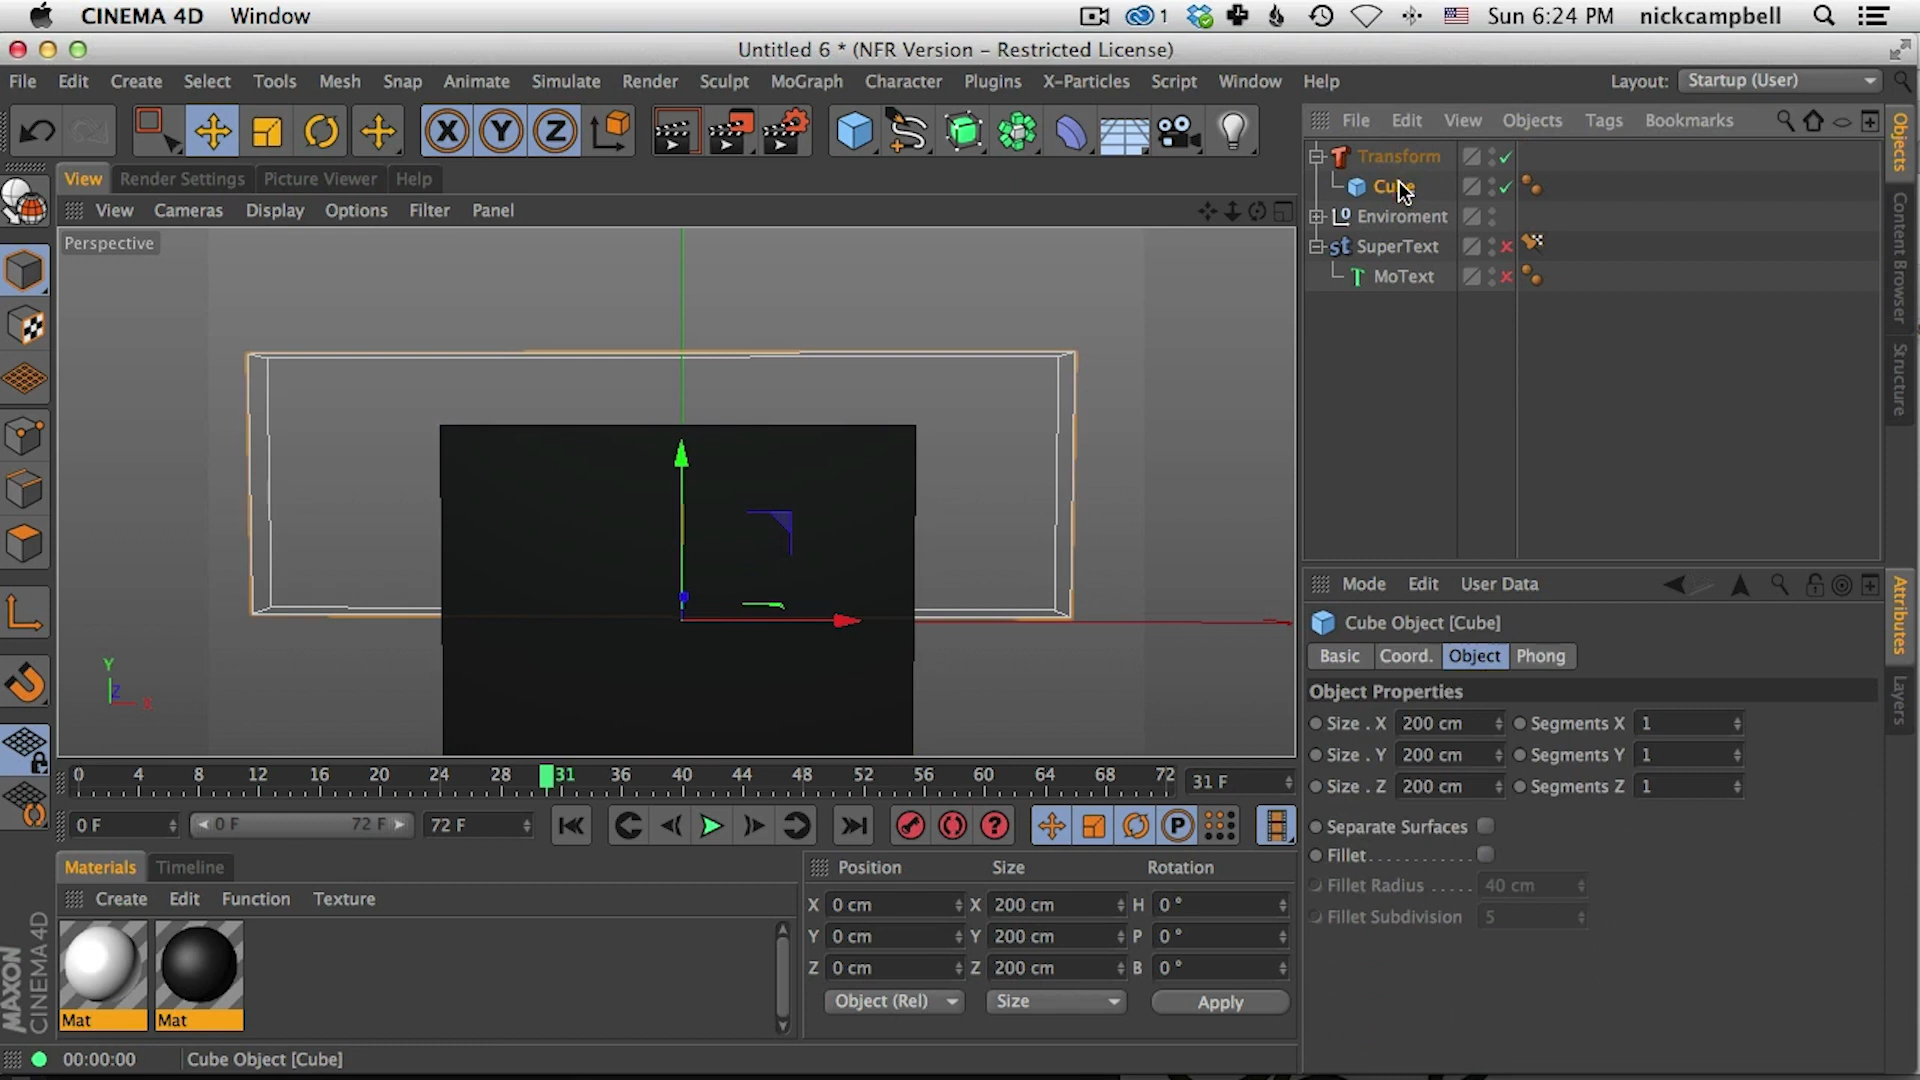 CINEMA 4D Window 1 Sun 6:24 PM nickcampbell
Untitled 6 * (NFR Version - Restricted License)
File Edit Create Select Tools Mesh Snap Animate Simulate Render Sculpt MoGraph Character Plugins X-Particles Script Window Help Layout: Startup (User)
X Y Z
File Edit View Objects Tags Bookmarks
View Render Settings Picture Viewer Help
View Cameras Display Options Filter Panel
Perspective
Transform
Cube
Enviroment
SuperText
MoText
Objects
Content Browser
Structure
Mode Edit User Data
Cube Object [Cube]
Basic Coord. Object Phong
Object Properties
Size . X 200 cm Segments X 1
Size . Y 200 cm Segments Y 1
Size . Z 200 cm Segments Z 1
Separate Surfaces
Fillet
Fillet Radius 40 cm
Fillet Subdivision 5
Attributes
Layers
Y
Z X
0 4 8 12 16 20 24 28 31 36 40 44 48 52 56 60 64 68 72 31 F
0 F 0 F 72 F 72 F P
Materials Timeline
Create Edit Function Texture
Mat Mat
Position Size Rotation
X 0 cm X 200 cm H 0 °
Y 0 cm Y 200 cm P 0 °
Z 0 cm Z 200 cm B 0 °
Object (Rel) Size Apply
MAXON
CINEMA 4D
00:00:00 Cube Object [Cube]